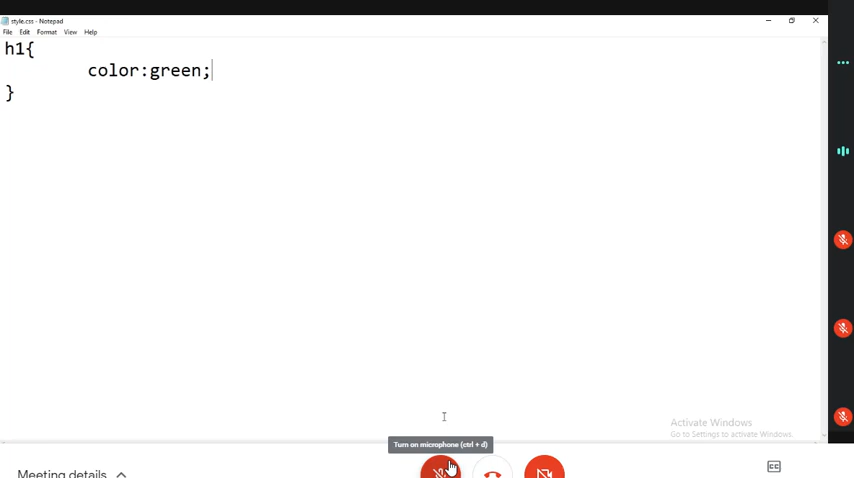 style.css - Notepad
File Edit Format View Help
h1{
color:green;
}
Activate Windows
Go to Settings to activate Windows.
Turn on microphone (ctrl + d)
Meeting details
CC